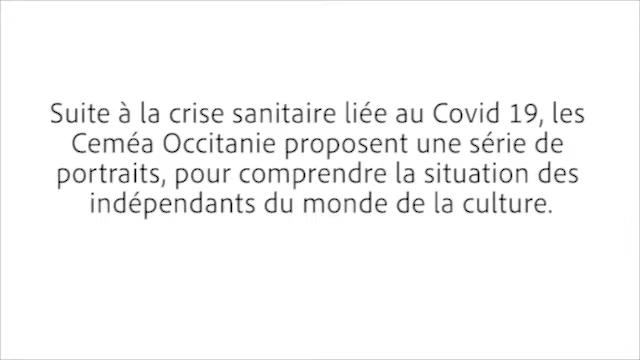 Suite à la crise sanitaire liée au Covid 19, les
Ceméa Occitanie proposent une série de
portraits, pour comprendre la situation des
indépendants du monde de la culture.